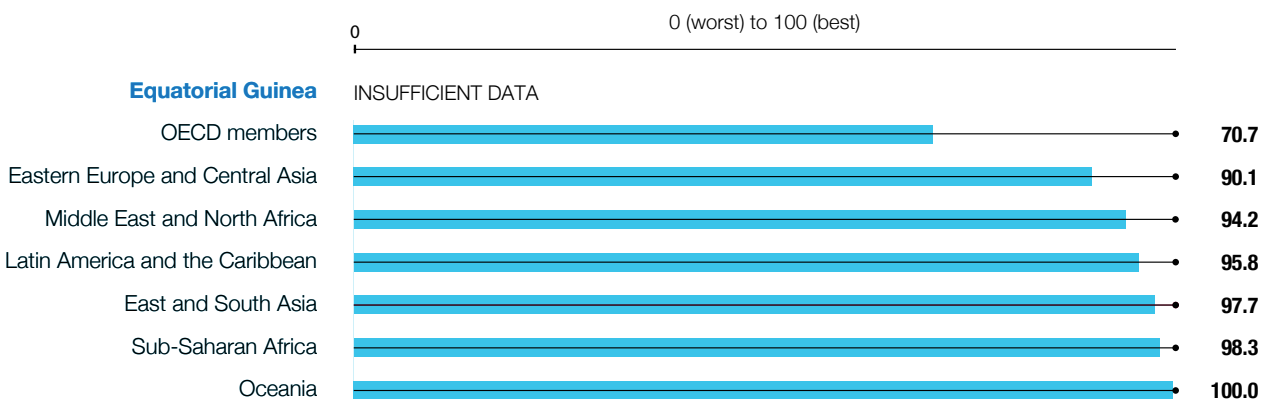 0 (worst) to 100 (best)
0
Equatorial Guinea INSUFFICIENT DATA
OECD members 70.7
Eastern Europe and Central Asia 90.1
Middle East and North Africa 94.2
Latin America and the Caribbean 95.8
East and South Asia 97.7
Sub-Saharan Africa 98.3
Oceania 100.0